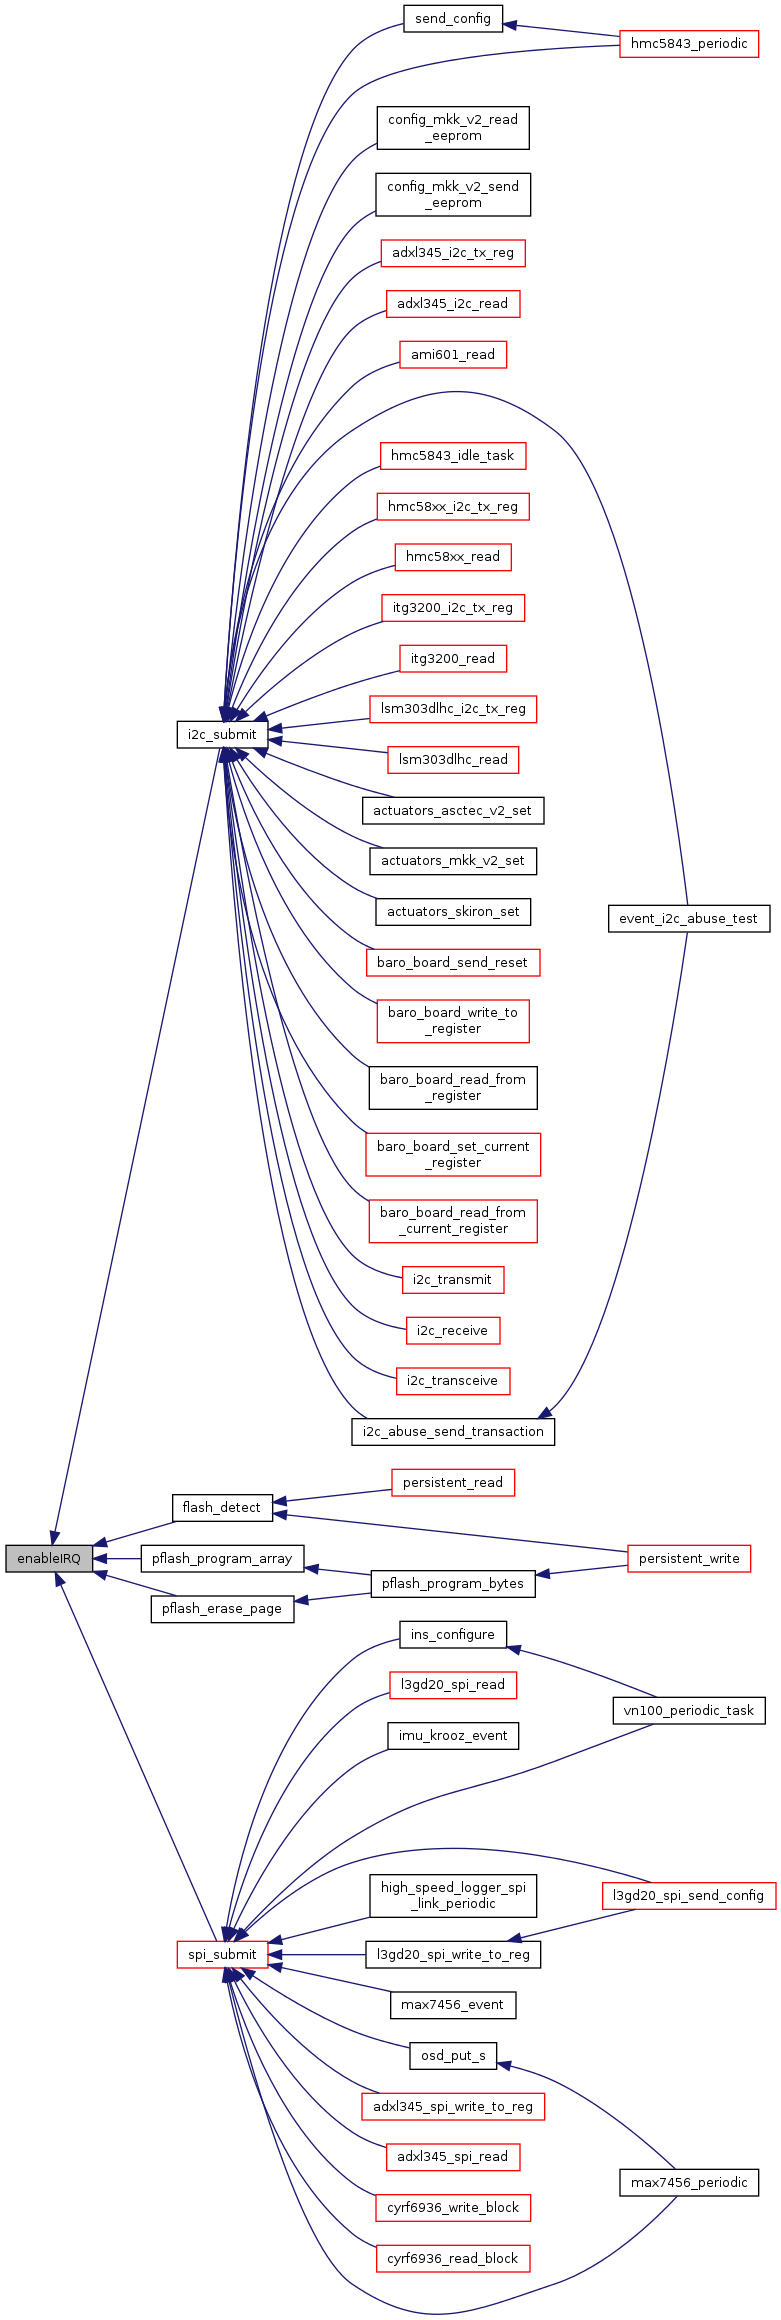 send_config
hmc5843_periodic
config_mkk_v2_read
_eeprom
config_mkk_v2_send
_eeprom
adxl345_i2c_tx_reg
adxl345_i2c_read
ami601_read
hmc5843_idle_task
hmc58xx_i2c_tx_reg
hmc58xx_read
itg3200_i2c_tx_reg
itg3200_read
lsm303dlhc_i2c_tx_reg
i2c_submit
lsm303dlhc_read
actuators_asctec_v2_set
actuators_mkk_v2_set
actuators_skiron_set
event_i2c_abuse_test
baro_board_send_reset
baro_board_write_to
_register
baro_board_read_from
_register
baro_board_set_current
_register
baro_board_read_from
_current_register
i2c_transmit
i2c_receive
i2c_transceive
i2c_abuse_send_transaction
persistent_read
flash_detect
enableIRQ
pflash_program_array
persistent_write
pflash_program_bytes
pflash_erase_page
ins_configure
l3gd20_spi_read
vn100_periodic_task
imu_krooz_event
high_speed_logger_spi
_link_periodic
l3gd20_spi_send_config
spi_submit
l3gd20_spi_write_to_reg
max7456_event
osd_put_s
adxl345_spi_write_to_reg
adxl345_spi_read
max7456_periodic
cyrf6936_write_block
cyrf6936_read_block